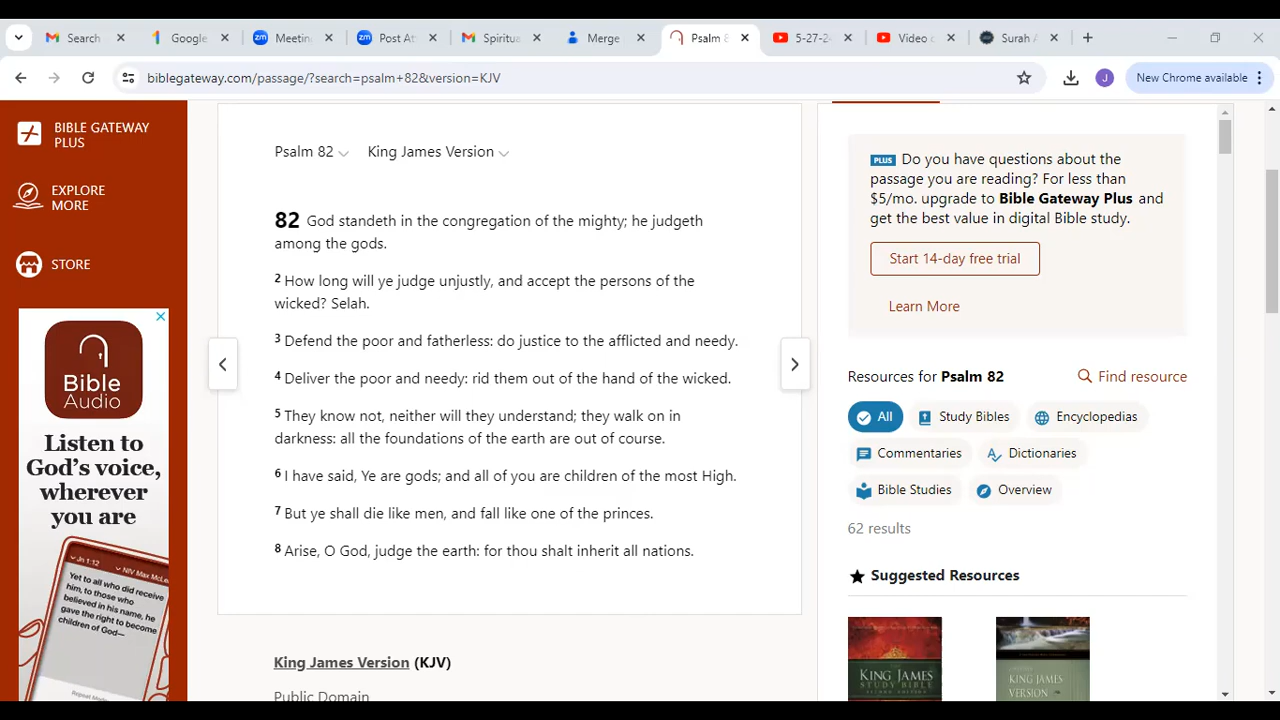 Search
Google
Meetin
Post At
Spiritua
Merge
Psalm 8
5-27-24
Video c
Surah A
biblegateway.com/passage/?search=psalm+82&version=KJV
J
New Chrome available
BIBLE GATEWAY
PLUS
EXPLORE
MORE
STORE
Bible
Audio
Listen to
God's voice,
wherever
you are
Jn 1:12
NIV Max McLe
Yet to all who did receive
him, to those who
believed in his name, he
gave the right to become
children of God—
Psalm 82
King James Version
82 God standeth in the congregation of the mighty; he judgeth
among the gods.
2 How long will ye judge unjustly, and accept the persons of the
wicked? Selah.
3 Defend the poor and fatherless: do justice to the afflicted and needy.
4 Deliver the poor and needy: rid them out of the hand of the wicked.
5 They know not, neither will they understand; they walk on in
darkness: all the foundations of the earth are out of course.
6 I have said, Ye are gods; and all of you are children of the most High.
7 But ye shall die like men, and fall like one of the princes.
8 Arise, O God, judge the earth: for thou shalt inherit all nations.
King James Version (KJV)
Public Domain
PLUS Do you have questions about the
passage you are reading? For less than
$5/mo. upgrade to Bible Gateway Plus and
get the best value in digital Bible study.
Start 14-day free trial
Learn More
Resources for Psalm 82
Find resource
All
Study Bibles
Encyclopedias
Commentaries
Dictionaries
Bible Studies
Overview
62 results
Suggested Resources
KING JAMES
STUDY BIBLE
KING JAMES
VERSION